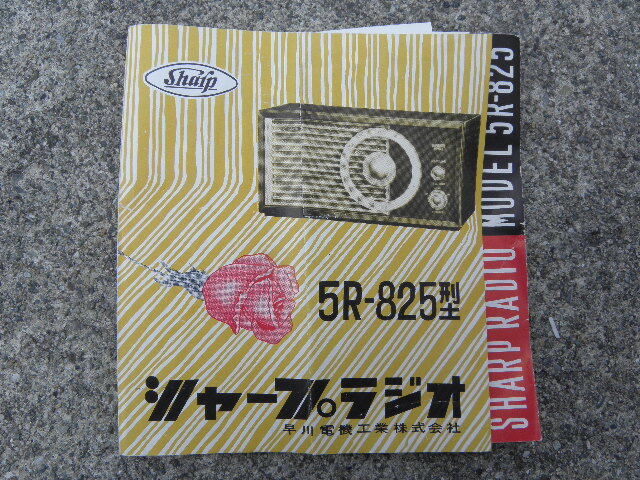 Sharp
5R-825型
シャープラジオ
早川電機工業株式会社
SHARP RADIO MODEL 5R-825